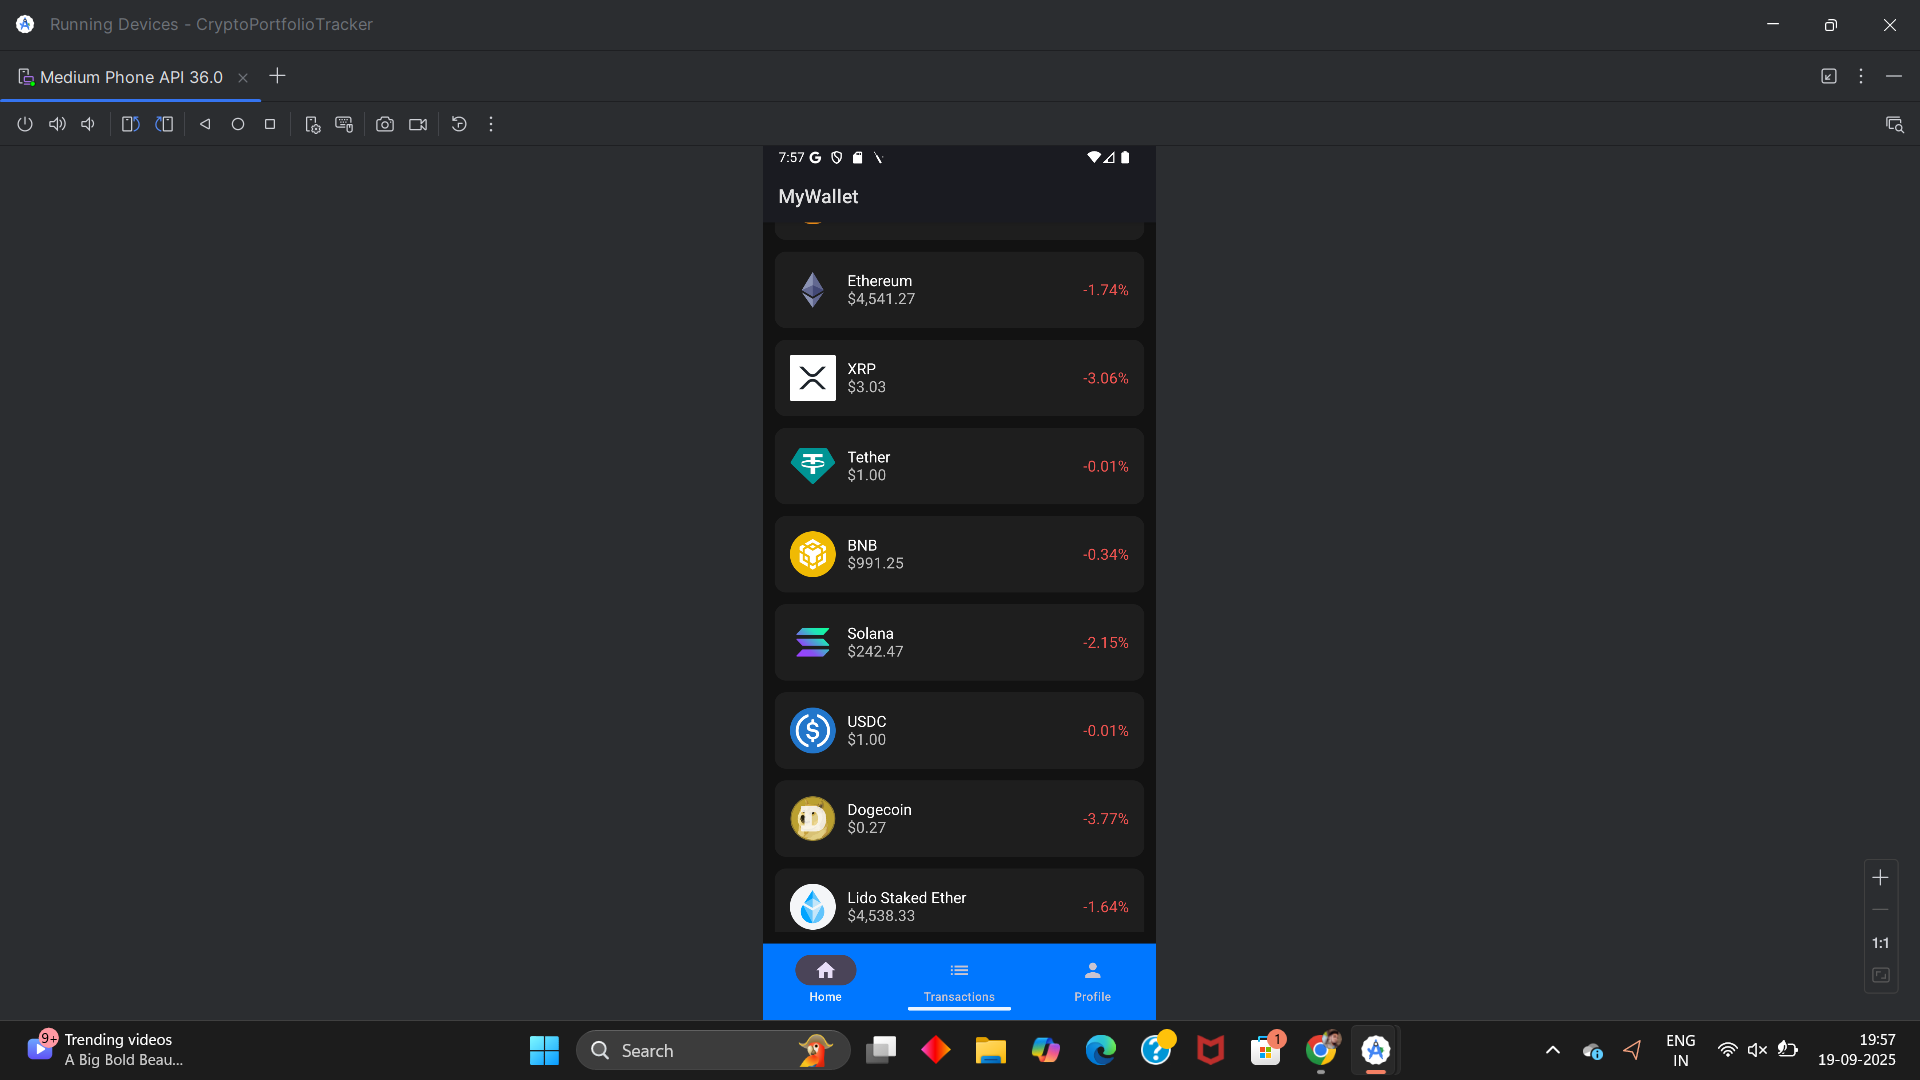 Running Devices - CryptoPortfolioTracker
Medium Phone API 36.0
7:57
MyWallet
Ethereum
$4,541.27
-1.74%
XRP
$3.03
-3.06%
Tether
$1.00
-0.01%
BNB
$991.25
-0.34%
Solana
$242.47
-2.15%
USDC
$1.00
-0.01%
Dogecoin
$0.27
-3.77%
Lido Staked Ether
$4,538.33
-1.64%
Home
Transactions
Profile
1:1
9+
Trending videos
A Big Bold Beau...
Search
1
ENG
IN
19:57
19-09-2025